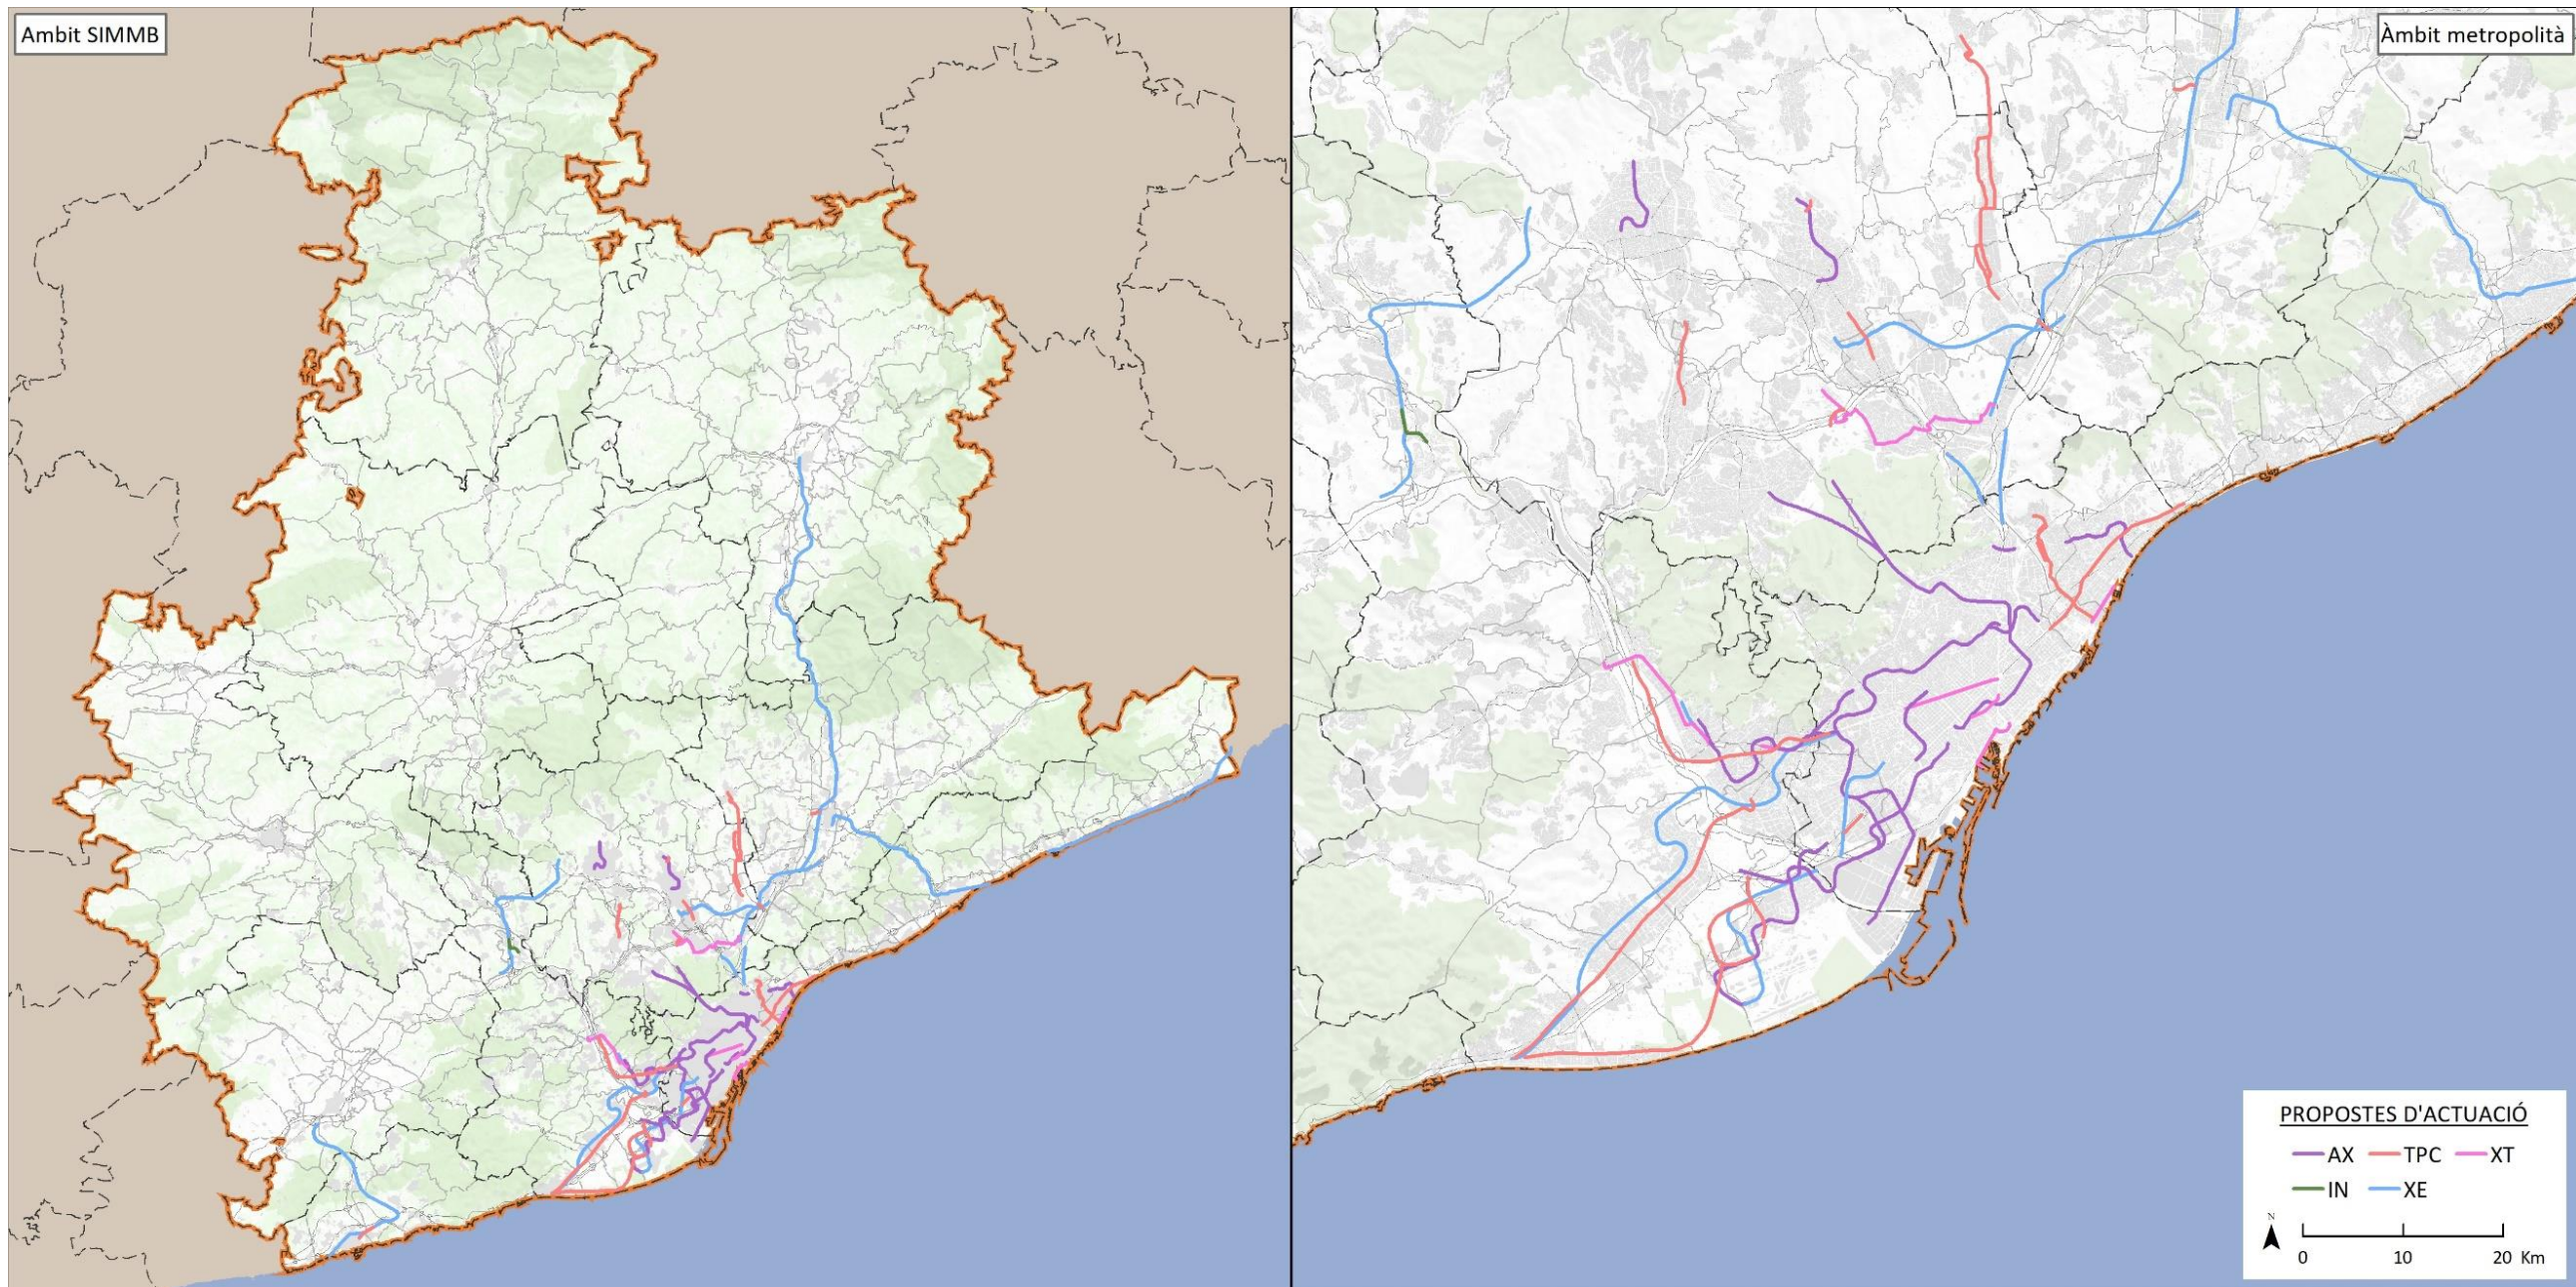 Ambit SIMMB
Àmbit metropolità
PROPOSTES D'ACTUACIÓ
AX TPC XT
IN XE
N
0 10 20 Km